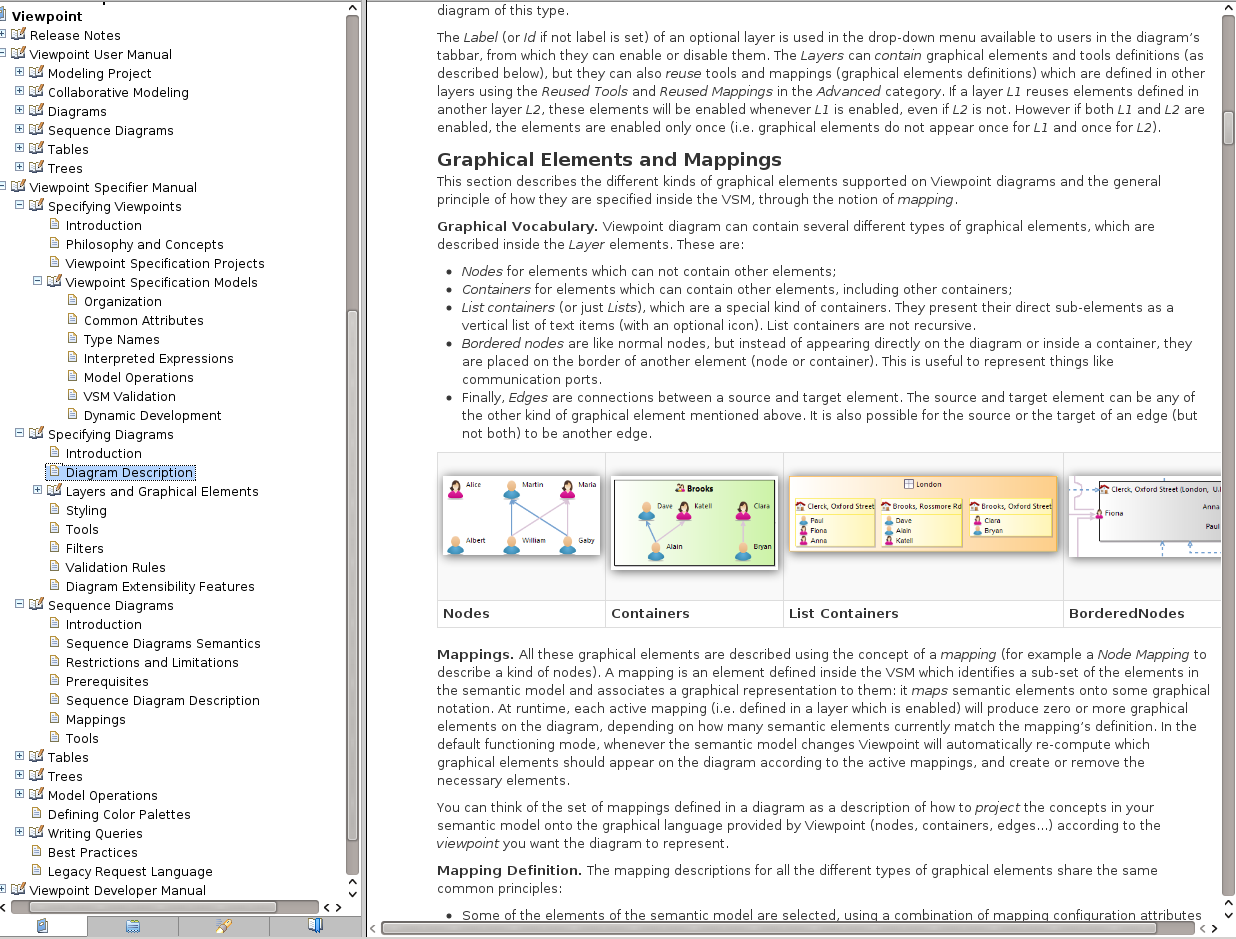 Viewpoint
Release Notes
Viewpoint User Manual
Modeling Project
Collaborative Modeling
Diagrams
Sequence Diagrams
Tables
Trees
Viewpoint Specifier Manual
Specifying Viewpoints
Introduction
Philosophy and Concepts
Viewpoint Specification Projects
Viewpoint Specification Models
Organization
Common Attributes
Type Names
Interpreted Expressions
Model Operations
VSM Validation
Dynamic Development
Specifying Diagrams
Introduction
Diagram Description
Layers and Graphical Elements
Styling
Tools
Filters
Validation Rules
Diagram Extensibility Features
Sequence Diagrams
Introduction
Sequence Diagrams Semantics
Restrictions and Limitations
Prerequisites
Sequence Diagram Description
Mappings
Tools
Tables
Trees
Model Operations
Defining Color Palettes
Writing Queries
Best Practices
Legacy Request Language
Viewpoint Developer Manual
diagram of this type.
The Label (or Id if not label is set) of an optional layer is used in the drop-down menu available to users in the diagram’s
tabbar, from which they can enable or disable them. The Layers can contain graphical elements and tools definitions (as
described below), but they can also reuse tools and mappings (graphical elements definitions) which are defined in other
layers using the Reused Tools and Reused Mappings in the Advanced category. If a layer L1 reuses elements defined in
another layer L2, these elements will be enabled whenever L1 is enabled, even if L2 is not. However if both L1 and L2 are
enabled, the elements are enabled only once (i.e. graphical elements do not appear once for L1 and once for L2).
Graphical Elements and Mappings
This section describes the different kinds of graphical elements supported on Viewpoint diagrams and the general
principle of how they are specified inside the VSM, through the notion of mapping.
Graphical Vocabulary. Viewpoint diagram can contain several different types of graphical elements, which are
described inside the Layer elements. These are:
• Nodes for elements which can not contain other elements;
• Containers for elements which can contain other elements, including other containers;
• List containers (or just Lists), which are a special kind of containers. They present their direct sub-elements as a
vertical list of text items (with an optional icon). List containers are not recursive.
• Bordered nodes are like normal nodes, but instead of appearing directly on the diagram or inside a container, they
are placed on the border of another element (node or container). This is useful to represent things like
communication ports.
• Finally, Edges are connections between a source and target element. The source and target element can be any of
the other kind of graphical element mentioned above. It is also possible for the source or the target of an edge (but
not both) to be another edge.
Alice Martin Maria
Albert William Gaby
Brooks
Dave Katell Clara
Alain Bryan
London
Clerck, Oxford Street Brooks, Rossmore Rd Brooks, Oxford Street
Paul Dave Clara
Fiona Alain Bryan
Anna Katell
Clerck, Oxford Street (London, U.
Fiona Anna
Paul
Nodes Containers List Containers BorderedNodes
Mappings. All these graphical elements are described using the concept of a mapping (for example a Node Mapping to
describe a kind of nodes). A mapping is an element defined inside the VSM which identifies a sub-set of the elements in
the semantic model and associates a graphical representation to them: it maps semantic elements onto some graphical
notation. At runtime, each active mapping (i.e. defined in a layer which is enabled) will produce zero or more graphical
elements on the diagram, depending on how many semantic elements currently match the mapping’s definition. In the
default functioning mode, whenever the semantic model changes Viewpoint will automatically re-compute which
graphical elements should appear on the diagram according to the active mappings, and create or remove the
necessary elements.
You can think of the set of mappings defined in a diagram as a description of how to project the concepts in your
semantic model onto the graphical language provided by Viewpoint (nodes, containers, edges…) according to the
viewpoint you want the diagram to represent.
Mapping Definition. The mapping descriptions for all the different types of graphical elements share the same
common principles:
• Some of the elements of the semantic model are selected, using a combination of mapping configuration attributes